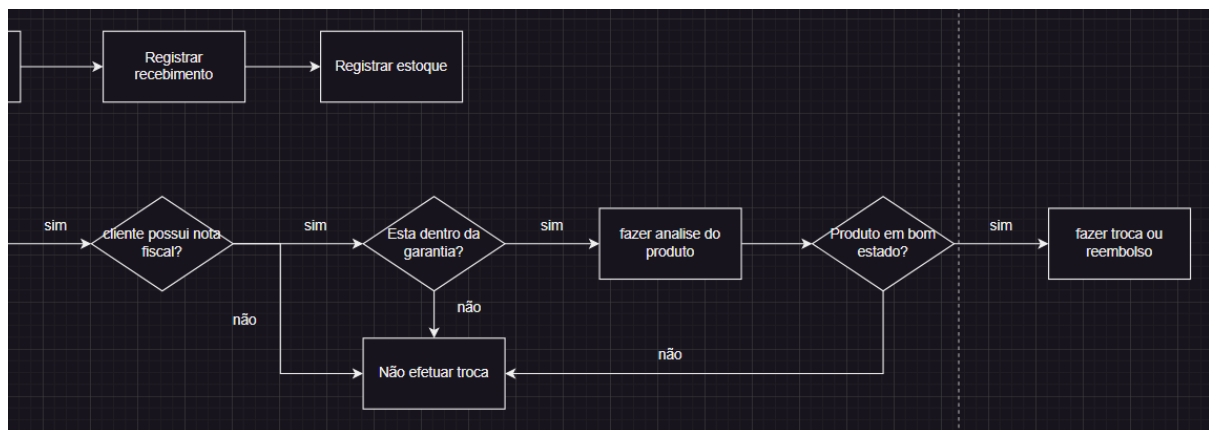 Registrar
recebimento
Registrar estoque
sim
cliente possui nota
fiscal?
sim
Esta dentro da
garantia?
sim
fazer analise do
produto
Produto em bom
estado?
sim
fazer troca ou
reembolso
não
não
Não efetuar troca
não